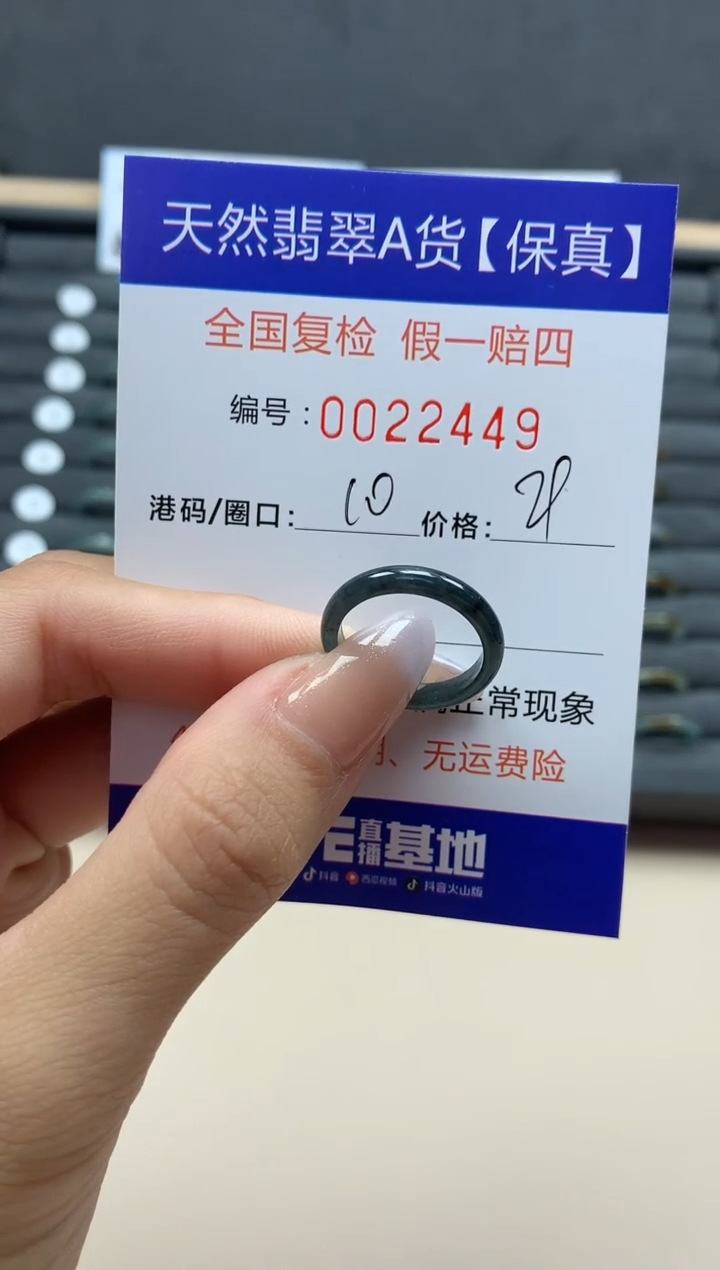 天然翡翠A货【保真】
全国复检 假一赔四
编号：0022449
港码/圈口： 10 价格：
正常现象
、无运费险
直播基地
抖音 西瓜视频 抖音火山版